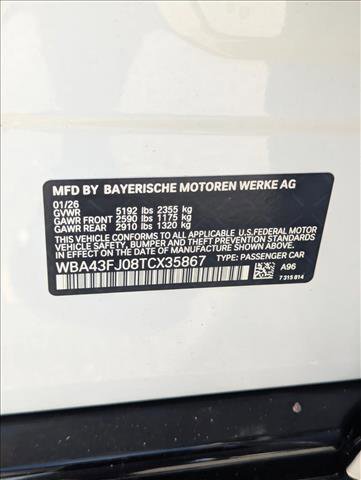 MFD BY BAYERISCHE MOTOREN WERKE AG
01/26
GVWR 5192 lbs 2355 kg
GAWR FRONT 2590 lbs 1175 kg
GAWR REAR 2910 lbs 1320 kg
THIS VEHICLE CONFORMS TO ALL APPLICABLE U.S.FEDERAL MOTOR
VEHICLE SAFETY, BUMPER, AND THEFT PREVENTION STANDARDS
IN EFFECT ON THE DATE OF MANUFACTURE SHOWN ABOVE.
WBA43FJ08TCX35867 TYPE: PASSENGER CAR
A96
7 315 814